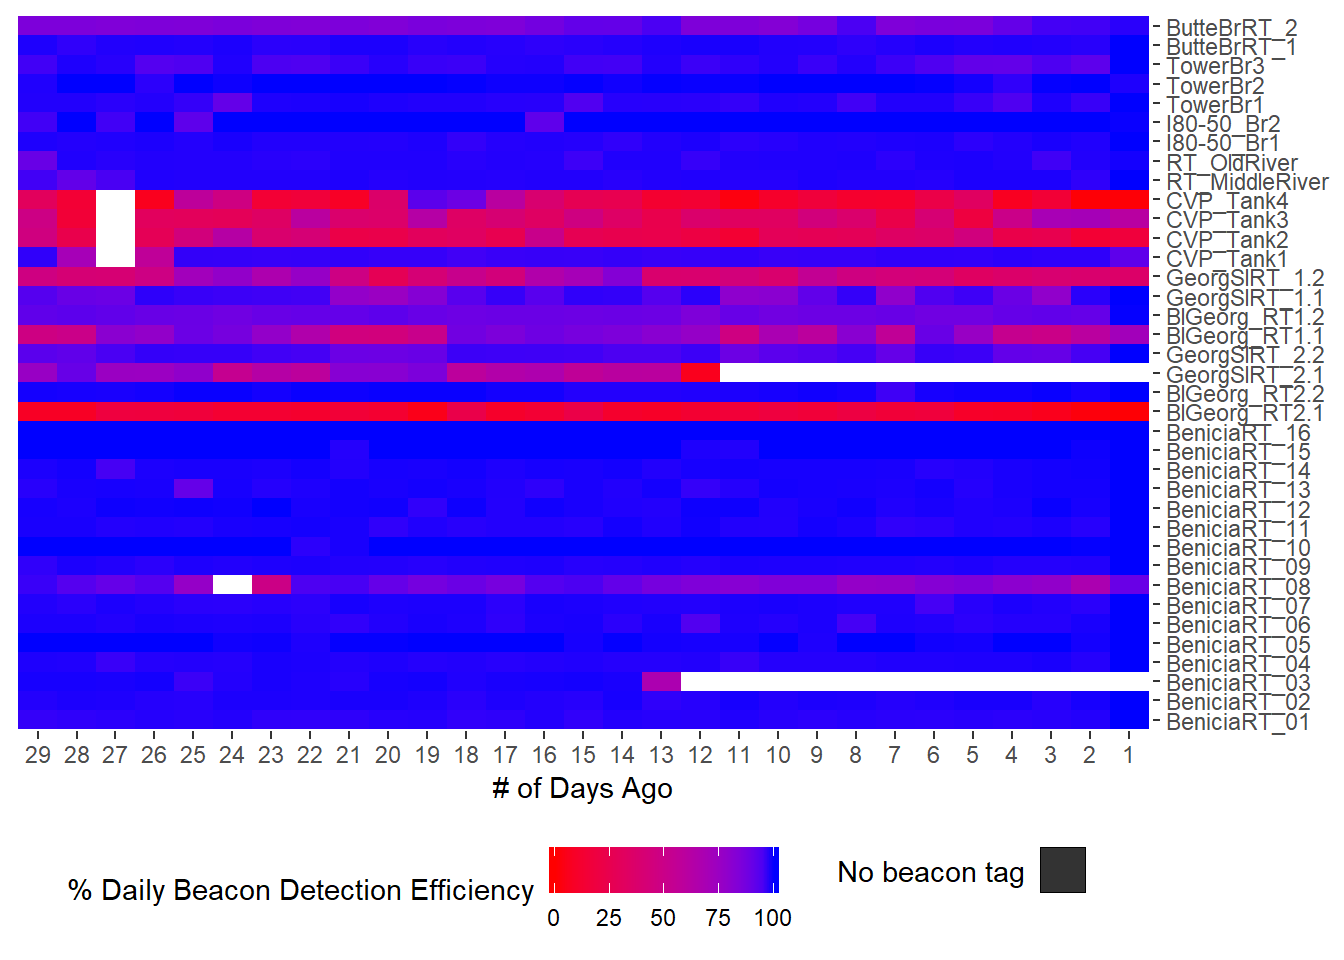 ButteBrRT_2
ButteBrRT_1
TowerBr3
TowerBr2
TowerBr1
I80-50_Br2
I80-50_Br1
RT_OldRiver
RT_MiddleRiver
CVP_Tank4
CVP_Tank3
CVP_Tank2
CVP_Tank1
GeorgSlRT_1.2
GeorgSlRT_1.1
BlGeorg_RT1.2
BlGeorg_RT1.1
GeorgSlRT_2.2
GeorgSlRT_2.1
BlGeorg_RT2.2
BlGeorg_RT2.1
BeniciaRT_16
BeniciaRT_15
BeniciaRT_14
BeniciaRT_13
BeniciaRT_12
BeniciaRT_11
BeniciaRT_10
BeniciaRT_09
BeniciaRT_08
BeniciaRT_07
BeniciaRT_06
BeniciaRT_05
BeniciaRT_04
BeniciaRT_03
BeniciaRT_02
BeniciaRT_01
29 28 27 26 25 24 23 22 21 20 19 18 17 16 15 14 13 12 11 10 9 8 7 6 5 4 3 2 1
# of Days Ago
% Daily Beacon Detection Efficiency
0 25 50 75 100
No beacon tag